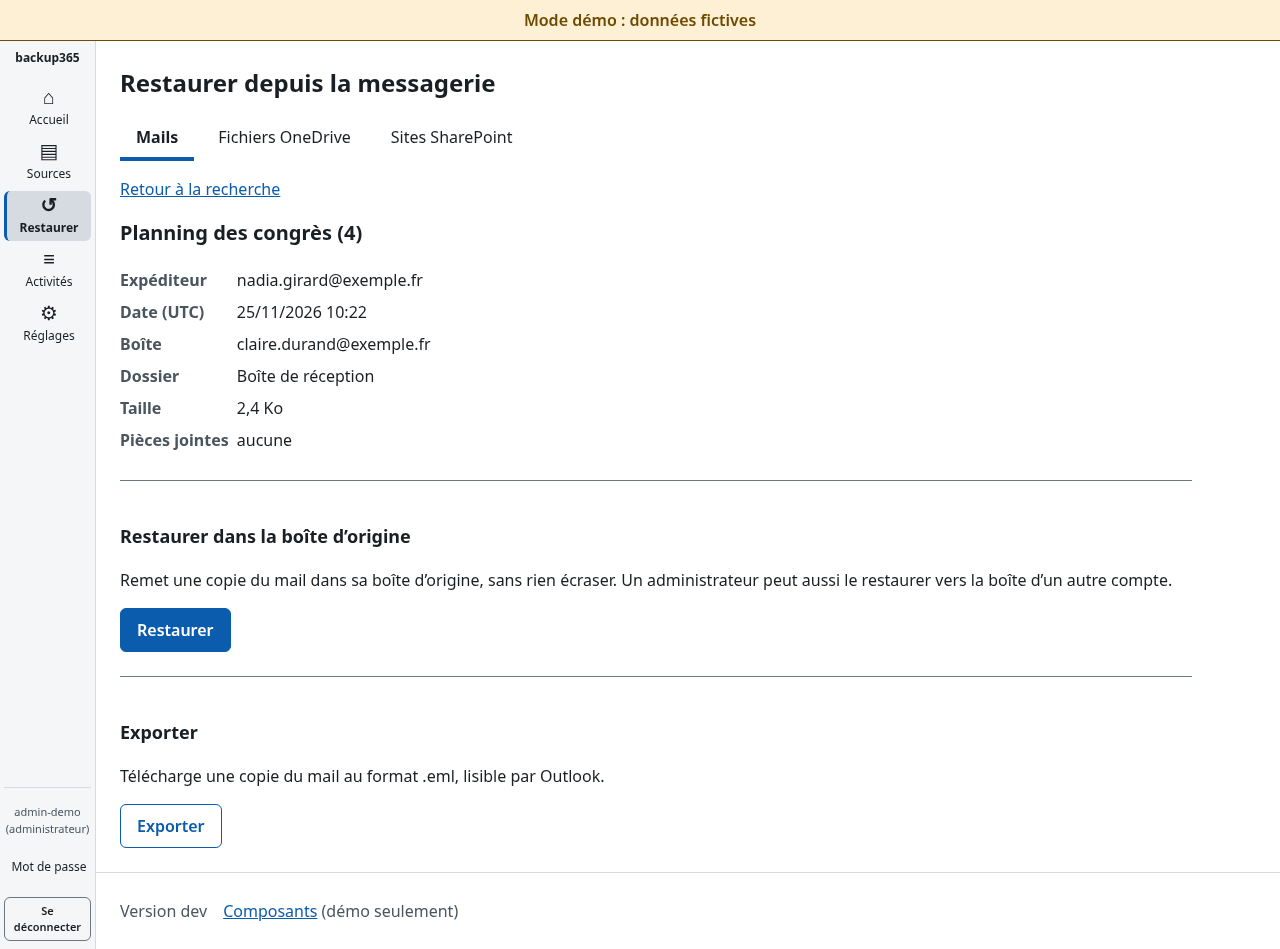 Mode démo : données fictives
backup365
Accueil
Sources
Restaurer
Activités
Réglages
admin-demo
(administrateur)
Mot de passe
Se
déconnecter
Restaurer depuis la messagerie
Mails
Fichiers OneDrive
Sites SharePoint
Retour à la recherche
Planning des congrès (4)
Expéditeur nadia.girard@exemple.fr
Date (UTC) 25/11/2026 10:22
Boîte claire.durand@exemple.fr
Dossier Boîte de réception
Taille 2,4 Ko
Pièces jointes aucune
Restaurer dans la boîte d’origine
Remet une copie du mail dans sa boîte d’origine, sans rien écraser. Un administrateur peut aussi le restaurer vers la boîte d’un autre compte.
Restaurer
Exporter
Télécharge une copie du mail au format .eml, lisible par Outlook.
Exporter
Version dev Composants (démo seulement)